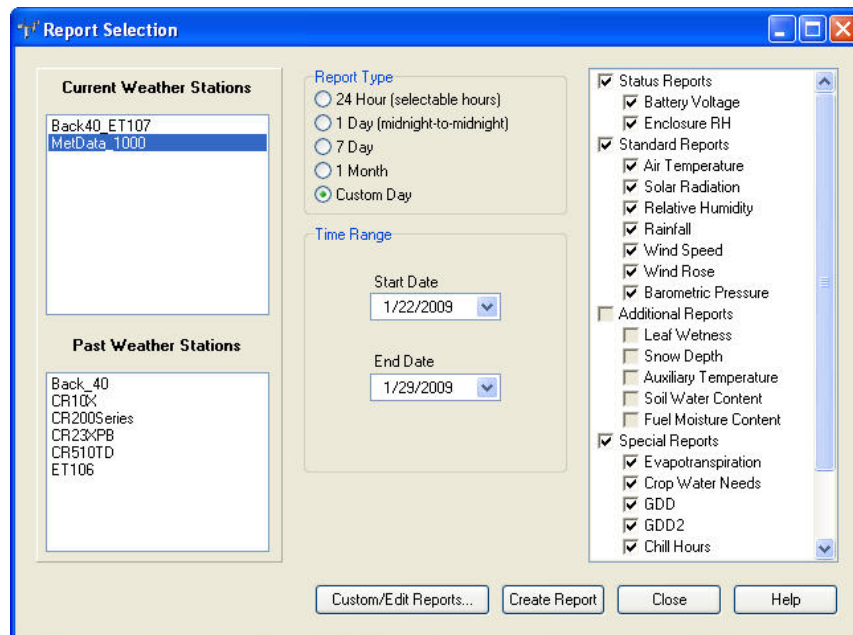 Report Selection
Current Weather Stations
Back40_ET107
MetData_1000
Past Weather Stations
Back_40
CR10X
CR200Series
CR23XPB
CR510TD
ET106
Report Type
24 Hour (selectable hours)
1 Day (midnight-to-midnight)
7 Day
1 Month
Custom Day
Time Range
Start Date
1/22/2009
End Date
1/29/2009
Status Reports
Battery Voltage
Enclosure RH
Standard Reports
Air Temperature
Solar Radiation
Relative Humidity
Rainfall
Wind Speed
Wind Rose
Barometric Pressure
Additional Reports
Leaf Wetness
Snow Depth
Auxiliary Temperature
Soil Water Content
Fuel Moisture Content
Special Reports
Evapotranspiration
Crop Water Needs
GDD
GDD2
Chill Hours
Custom/Edit Reports...
Create Report
Close
Help